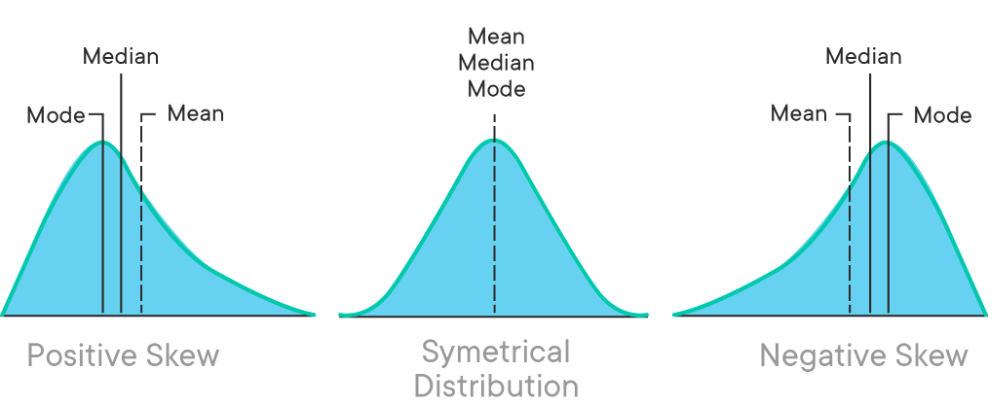 Median
Mode
Mean
Positive Skew
Mean
Median
Mode
Symetrical
Distribution
Median
Mean
Mode
Negative Skew